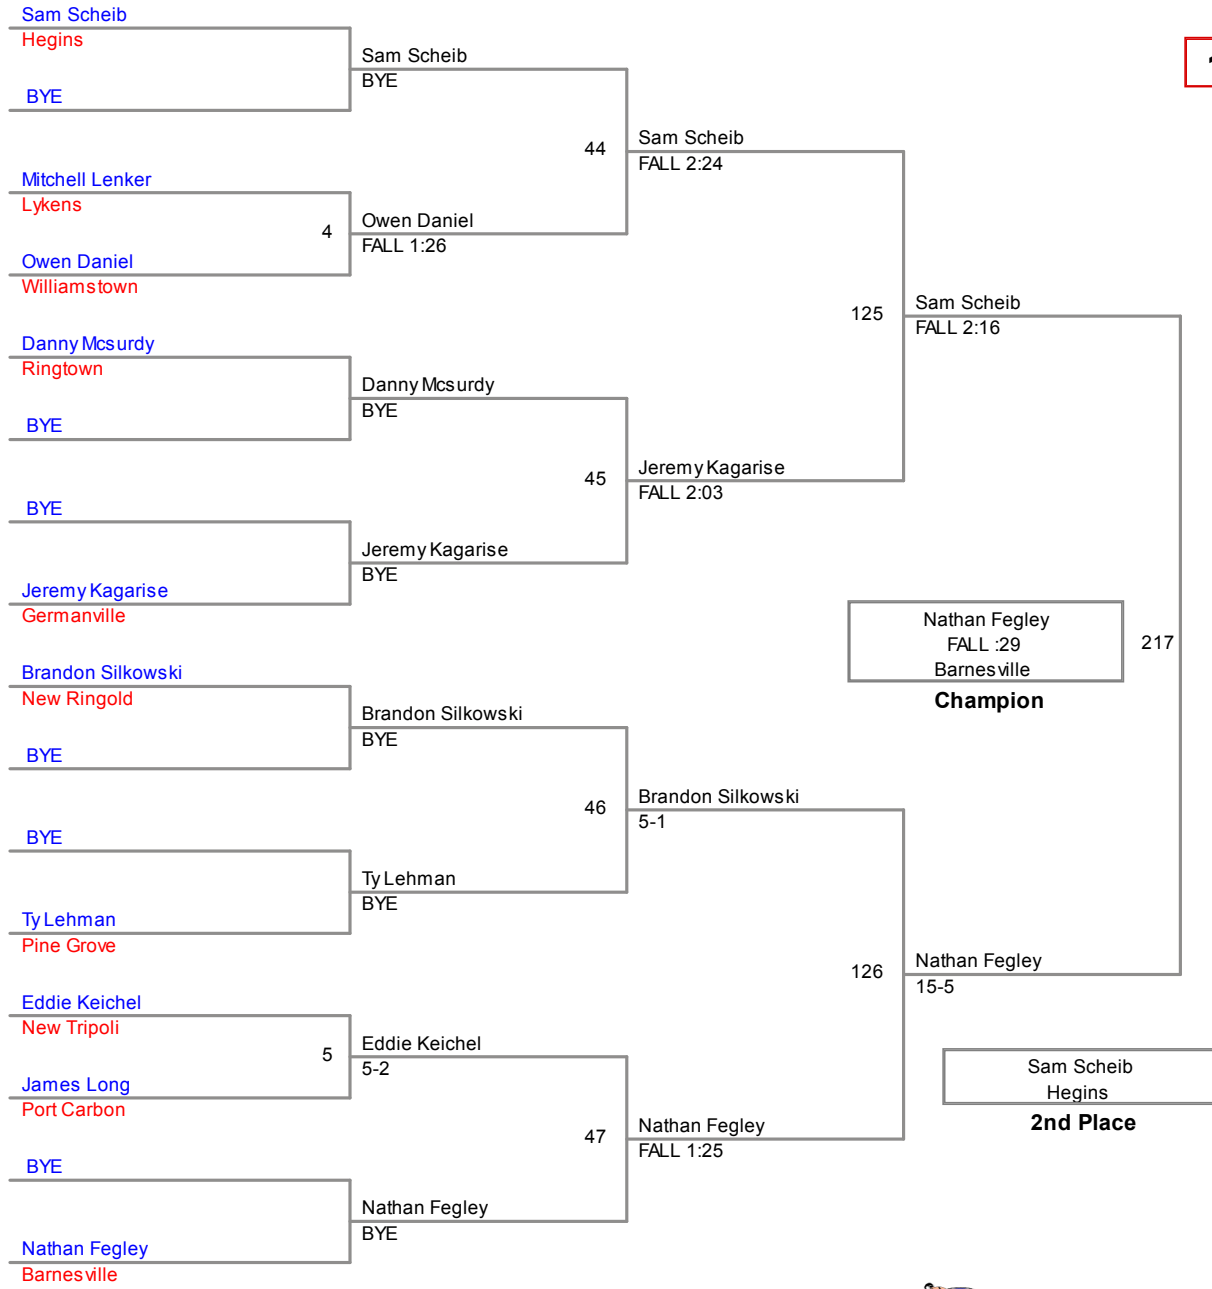 Sam Scheib
Hegins
BYE
Mitchell Lenker
Lykens
4
Owen Daniel
Williamstown
Danny Mcsurdy
Ringtown
BYE
BYE
Jeremy Kagarise
Germanville
Brandon Silkowski
New Ringold
BYE
BYE
Ty Lehman
Pine Grove
Eddie Keichel
New Tripoli
5
James Long
Port Carbon
BYE
Nathan Fegley
Barnesville
Sam Scheib
BYE
44
Owen Daniel
FALL 1:26
Danny Mcsurdy
BYE
45
Jeremy Kagarise
BYE
Brandon Silkowski
BYE
46
Ty Lehman
BYE
Eddie Keichel
5-2
47
Nathan Fegley
BYE
Sam Scheib
FALL 2:24
125
Jeremy Kagarise
FALL 2:03
Brandon Silkowski
5-1
126
Nathan Fegley
FALL 1:25
Sam Scheib
FALL 2:16
217
Nathan Fegley
15-5
Nathan Fegley
FALL :29
Barnesville
Champion
Sam Scheib
Hegins
2nd Place